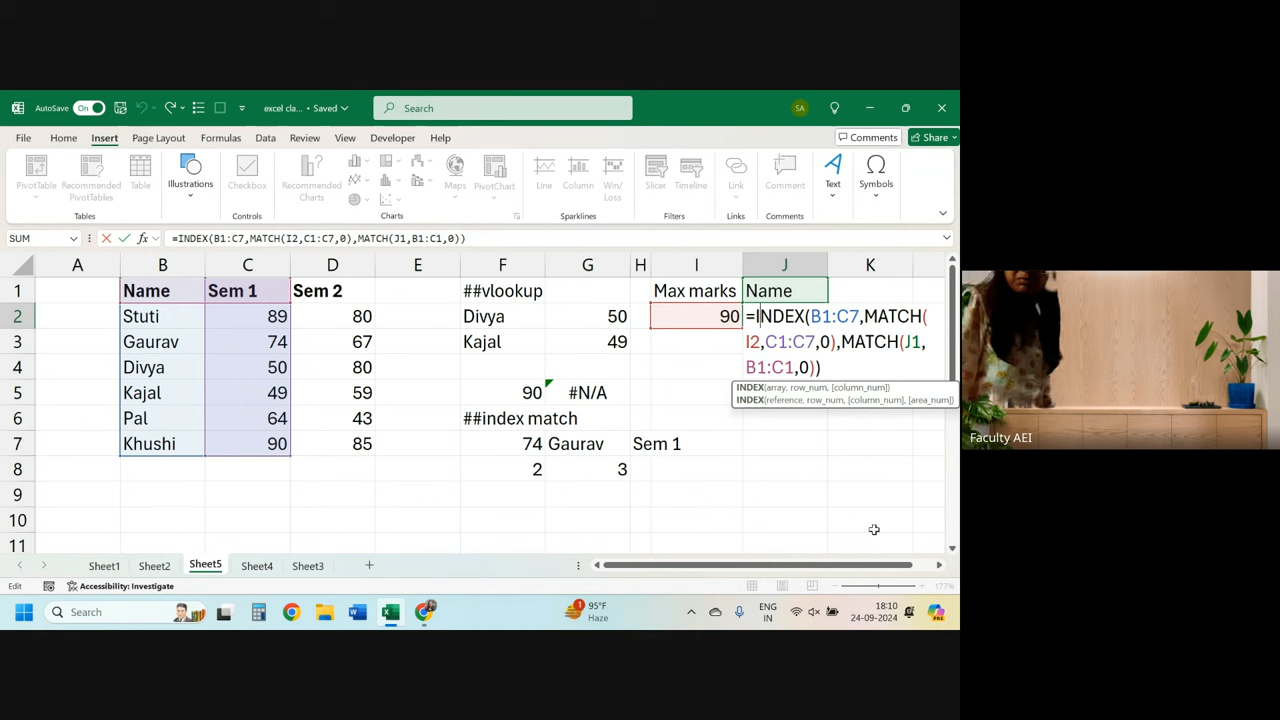 AutoSave On excel cla... • Saved Search SA
File Home Insert Page Layout Formulas Data Review View Developer Help Comments Share
PivotTable Recommended PivotTables Table Illustrations Checkbox Recommended Charts Maps PivotChart Line Column Win/Loss Slicer Timeline Link Comment Text Symbols
Tables Controls Charts Sparklines Filters Links Comments
SUM fx =INDEX(B1:C7,MATCH(I2,C1:C7,0),MATCH(J1,B1:C1,0))
A B C D E F G H I J K
1 Name Sem 1 Sem 2 ##vlookup Max marks Name
2 Stuti 89 80 Divya 50 90 =INDEX(B1:C7,MATCH(
3 Gaurav 74 67 Kajal 49 I2,C1:C7,0),MATCH(J1,
4 Divya 50 80 B1:C1,0))
INDEX(array, row_num, [column_num])
INDEX(reference, row_num, [column_num], [area_num])
5 Kajal 49 59 90 #N/A
6 Pal 64 43 ##index match
7 Khushi 90 85 74 Gaurav Sem 1
8 2 3
9
10
11
Sheet1 Sheet2 Sheet5 Sheet4 Sheet3
Edit Accessibility: Investigate 177%
Search 95°F Haze ENG IN 18:10 24-09-2024
Faculty AEI